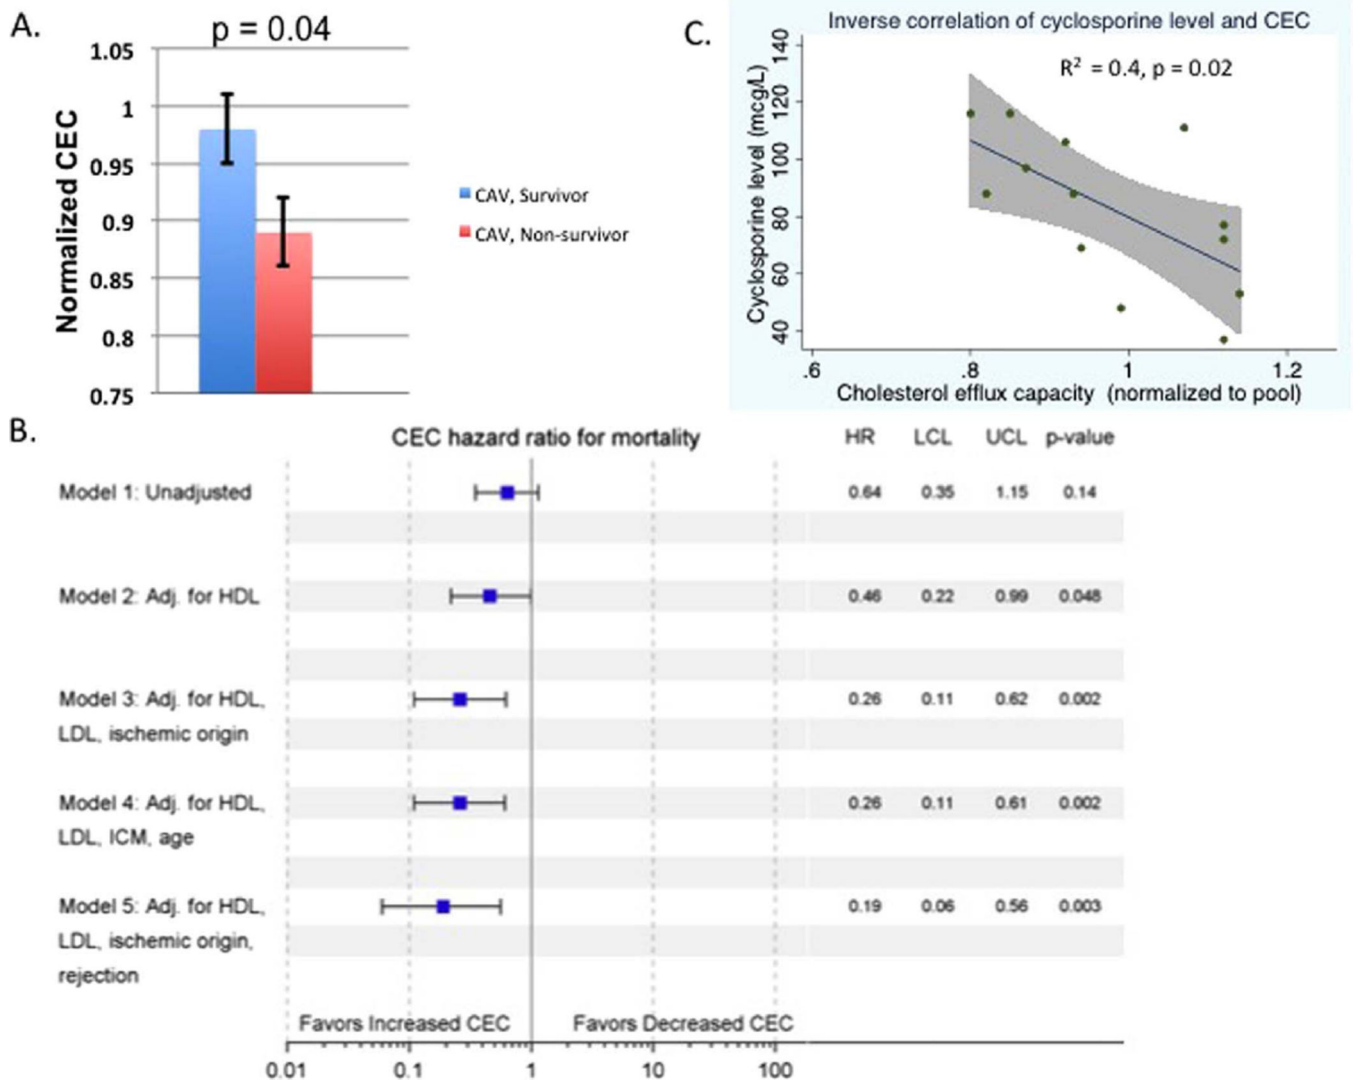 A.
p = 0.04
1.05
1
0.95
0.9
0.85
0.8
0.75
Normalized CEC
CAV, Survivor
CAV, Non-survivor
C.
Inverse correlation of cyclosporine level and CEC
R² = 0.4, p = 0.02
Cyclosporine level (mcg/L)
140
120
100
80
60
40
.6 .8 1 1.2
Cholesterol efflux capacity (normalized to pool)
B.
CEC hazard ratio for mortality HR LCL UCL p-value
Model 1: Unadjusted 0.64 0.35 1.15 0.14
Model 2: Adj. for HDL 0.46 0.22 0.99 0.048
Model 3: Adj. for HDL, 0.26 0.11 0.62 0.002
LDL, ischemic origin
Model 4: Adj. for HDL, 0.26 0.11 0.61 0.002
LDL, ICM, age
Model 5: Adj. for HDL, 0.19 0.06 0.56 0.003
LDL, ischemic origin,
rejection
Favors Increased CEC Favors Decreased CEC
0.01 0.1 1 10 100